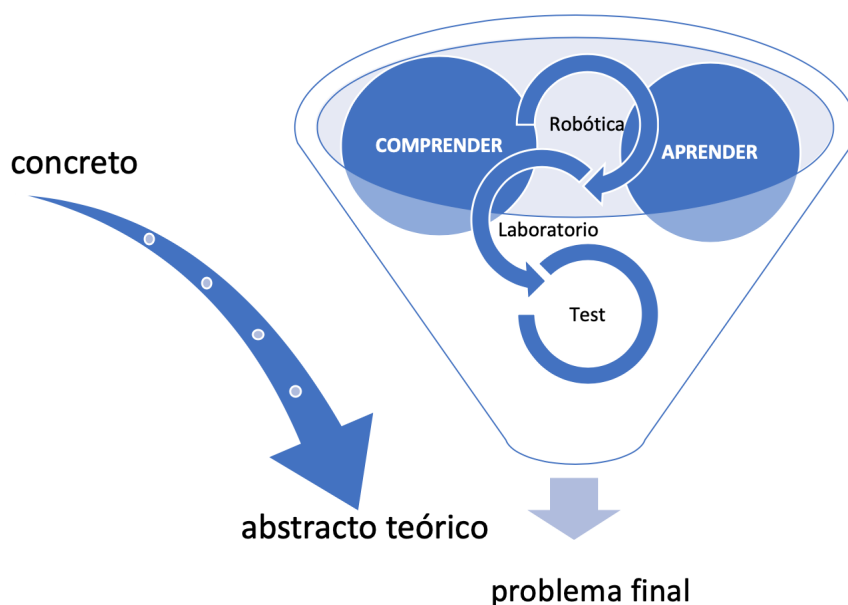 concreto
COMPRENDER
Robótica
APRENDER
Laboratorio
Test
abstracto teórico
problema final